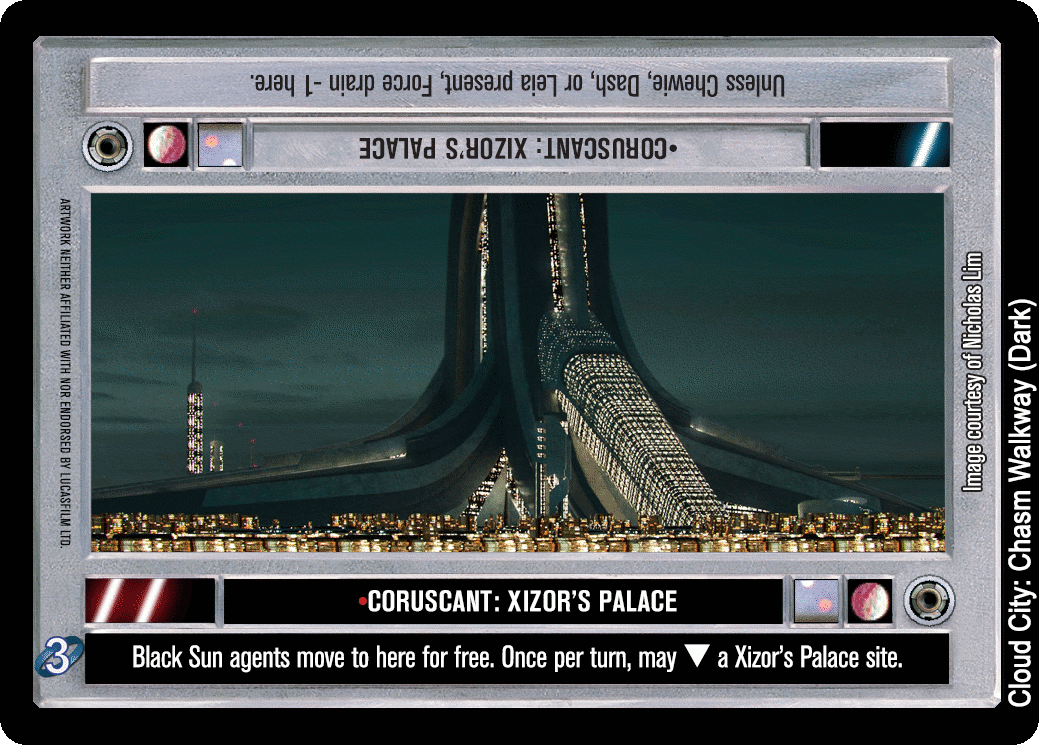 Unless Chewie, Dash, or Leia present, Force drain -1 here.
•CORUSCANT: XIZOR'S PALACE
ARTWORK NEITHER AFFILIATED WITH NOR ENDORSED BY LUCASFILM LTD.
Image courtesy of Nicholas Lim
Cloud City: Chasm Walkway (Dark)
•CORUSCANT: XIZOR'S PALACE
3
Black Sun agents move to here for free. Once per turn, may ▼ a Xizor's Palace site.